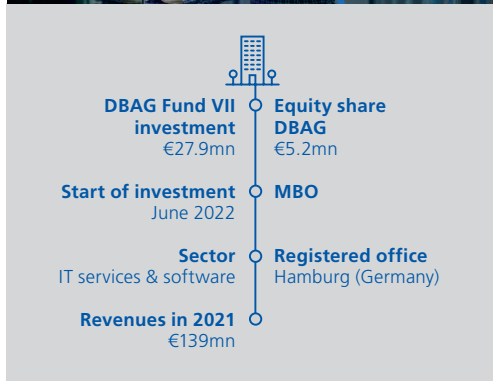 DBAG Fund VII
investment
€27.9mn
Equity share
DBAG
€5.2mn
Start of investment
June 2022
MBO
Sector
IT services & software
Registered office
Hamburg (Germany)
Revenues in 2021
€139mn